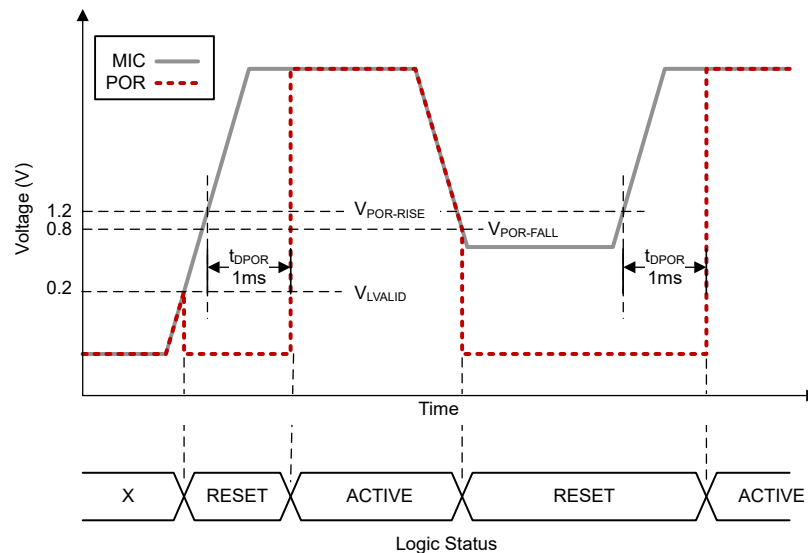 MIC
POR
Voltage (V)
1.2
0.8
0.2
VPOR-RISE
VPOR-FALL
VLVALID
tDPOR
1ms
tDPOR
1ms
Time
X
RESET
ACTIVE
RESET
ACTIVE
Logic Status